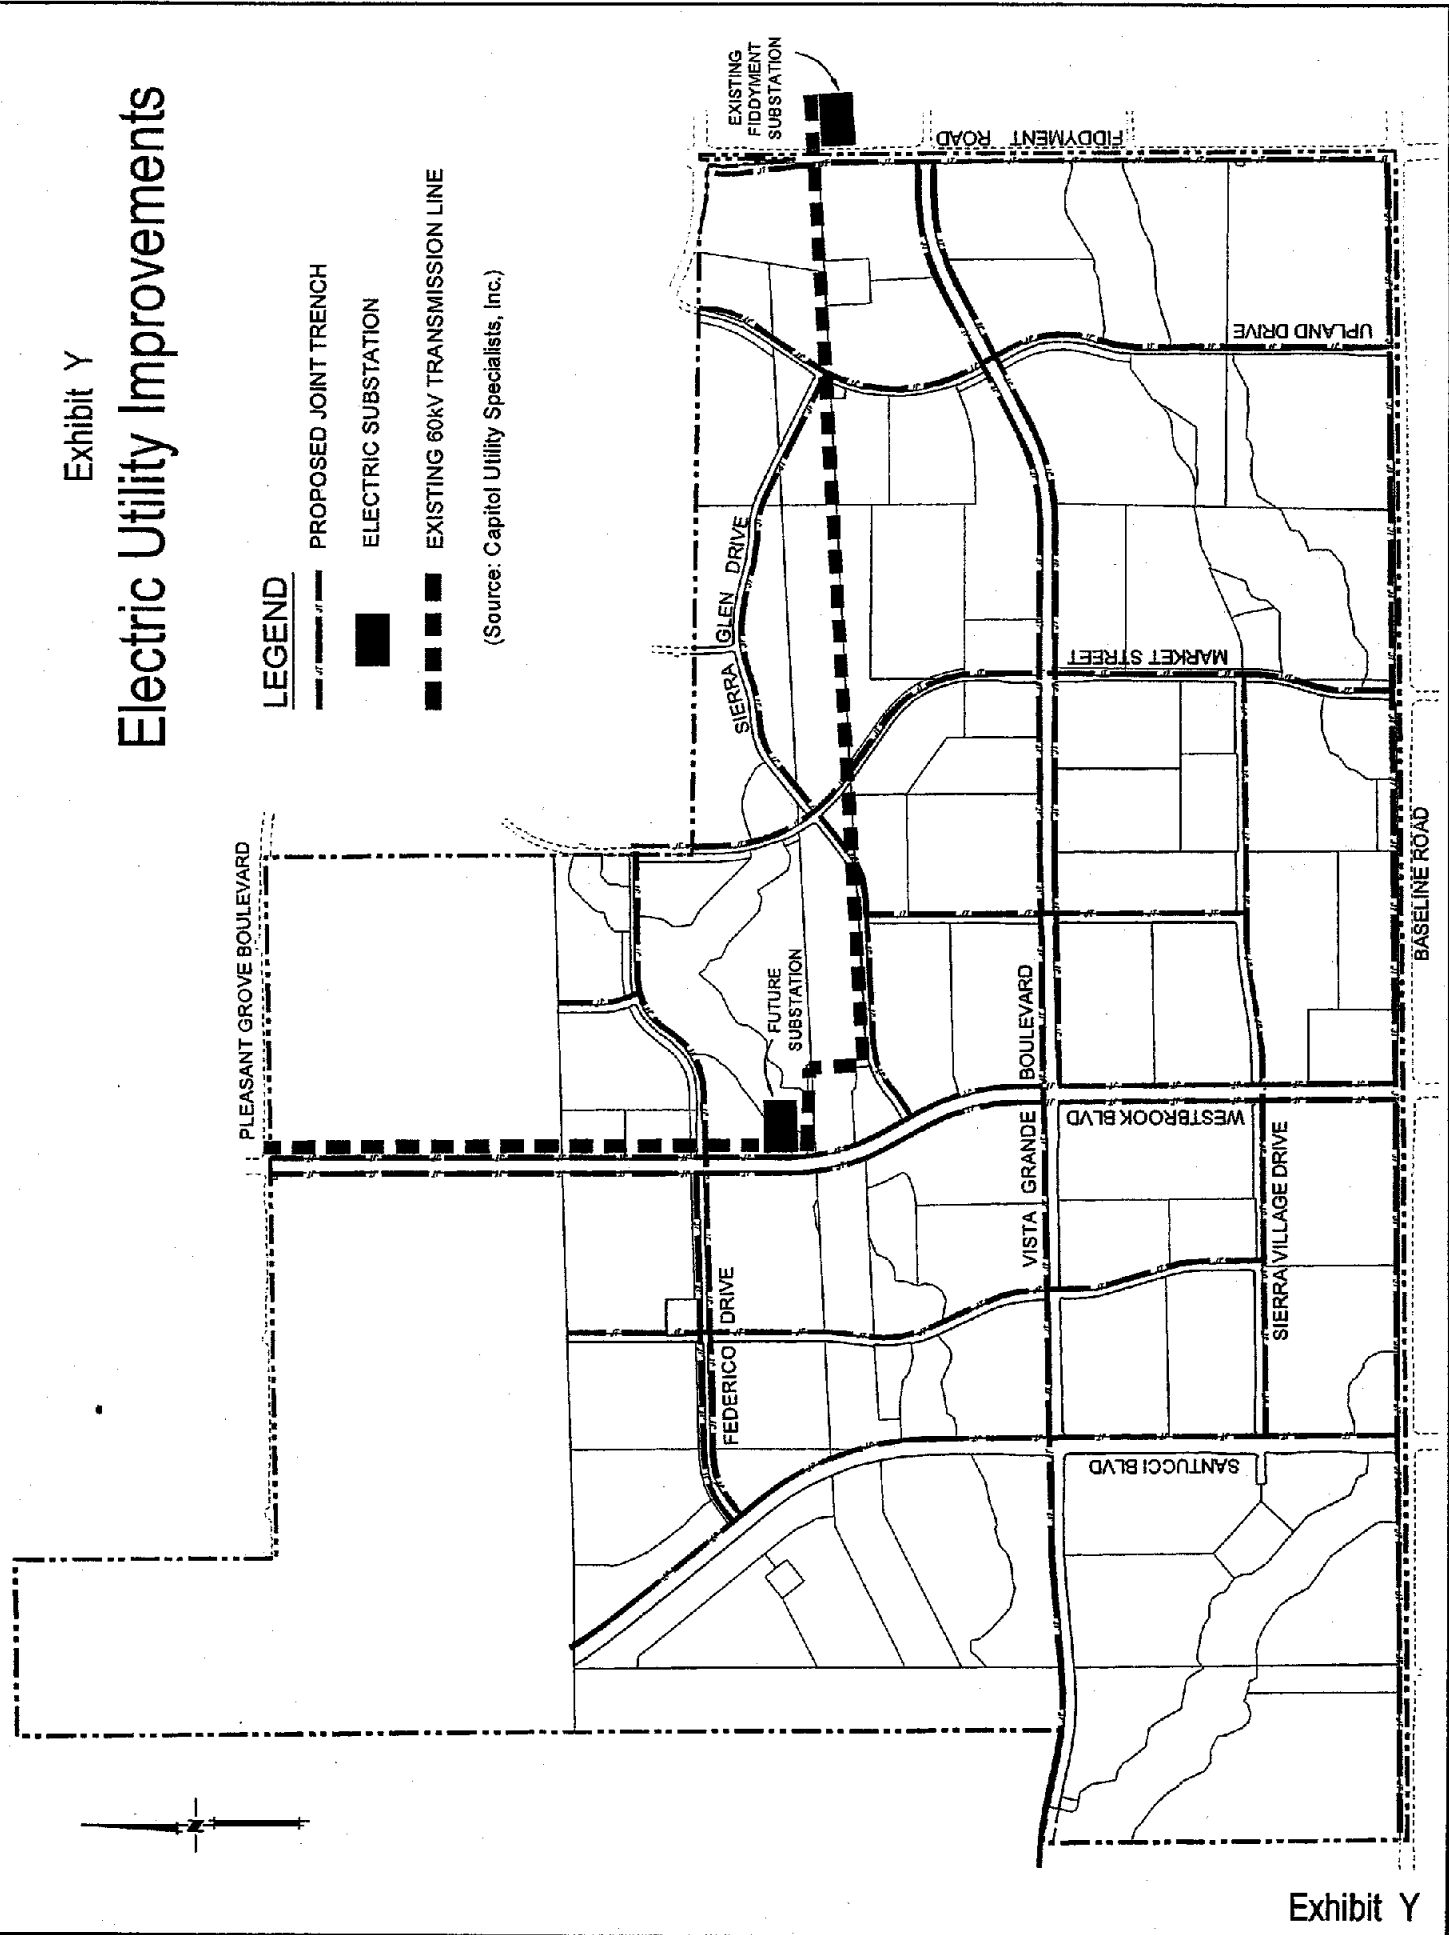 Exhibit Y
Electric Utility Improvements
LEGEND
JT
PROPOSED JOINT TRENCH
ELECTRIC SUBSTATION
EXISTING 60kV TRANSMISSION LINE
(Source: Capitol Utility Specialists, Inc.)
N
PLEASANT GROVE BOULEVARD
EXISTING
FIDDYMENT
SUBSTATION
FIDDYMENT ROAD
SIERRA GLEN DRIVE
UPLAND DRIVE
MARKET STREET
FUTURE
SUBSTATION
FEDERICO DRIVE
VISTA GRANDE BOULEVARD
WESTBROOK BLVD
SIERRA VILLAGE DRIVE
SANTUCCI BLVD
BASELINE ROAD
Exhibit Y